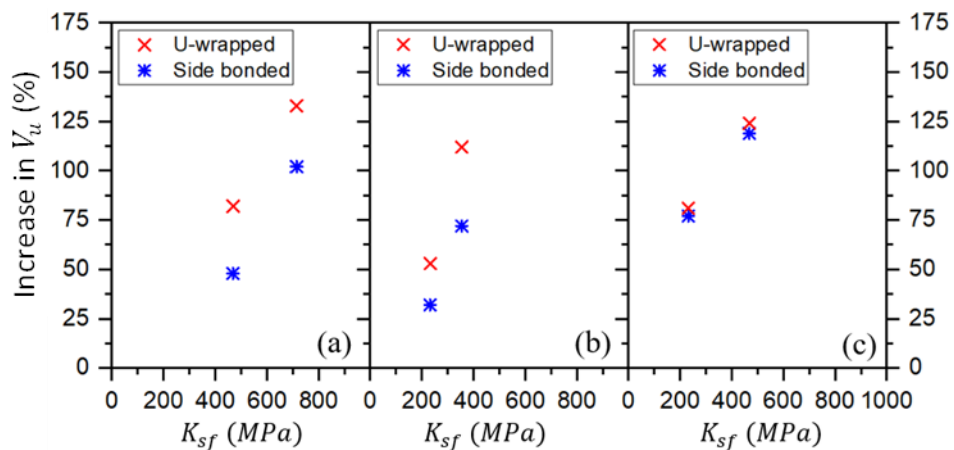 Increase in V_u (%)
175
150
125
100
75
50
25
0
U-wrapped
Side bonded
(a)
0 200 400 600 800
K_sf (MPa)
U-wrapped
Side bonded
(b)
0 200 400 600 800
K_sf (MPa)
U-wrapped
Side bonded
(c)
0 200 400 600 800 1000
K_sf (MPa)
175
150
125
100
75
50
25
0